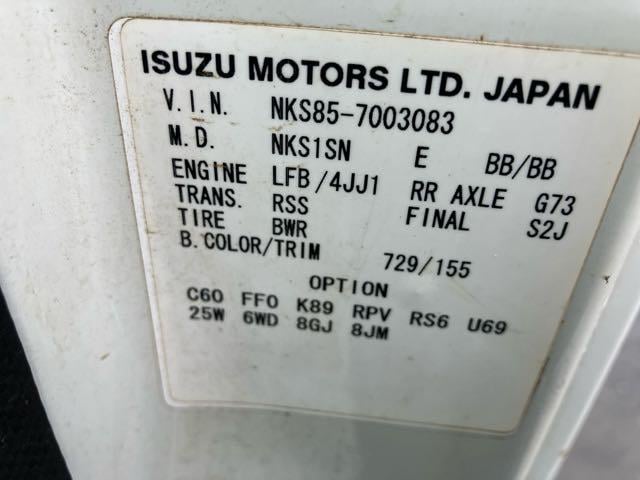 ISUZU MOTORS LTD. JAPAN
V.I.N. NKS85-7003083
M.D. NKS1SN E BB/BB
ENGINE LFB/4JJ1 RR AXLE G73
TRANS. RSS FINAL S2J
TIRE BWR
B.COLOR/TRIM 729/155
OPTION
C60 FF0 K89 RPV RS6 U69
25W 6WD 8GJ 8JM